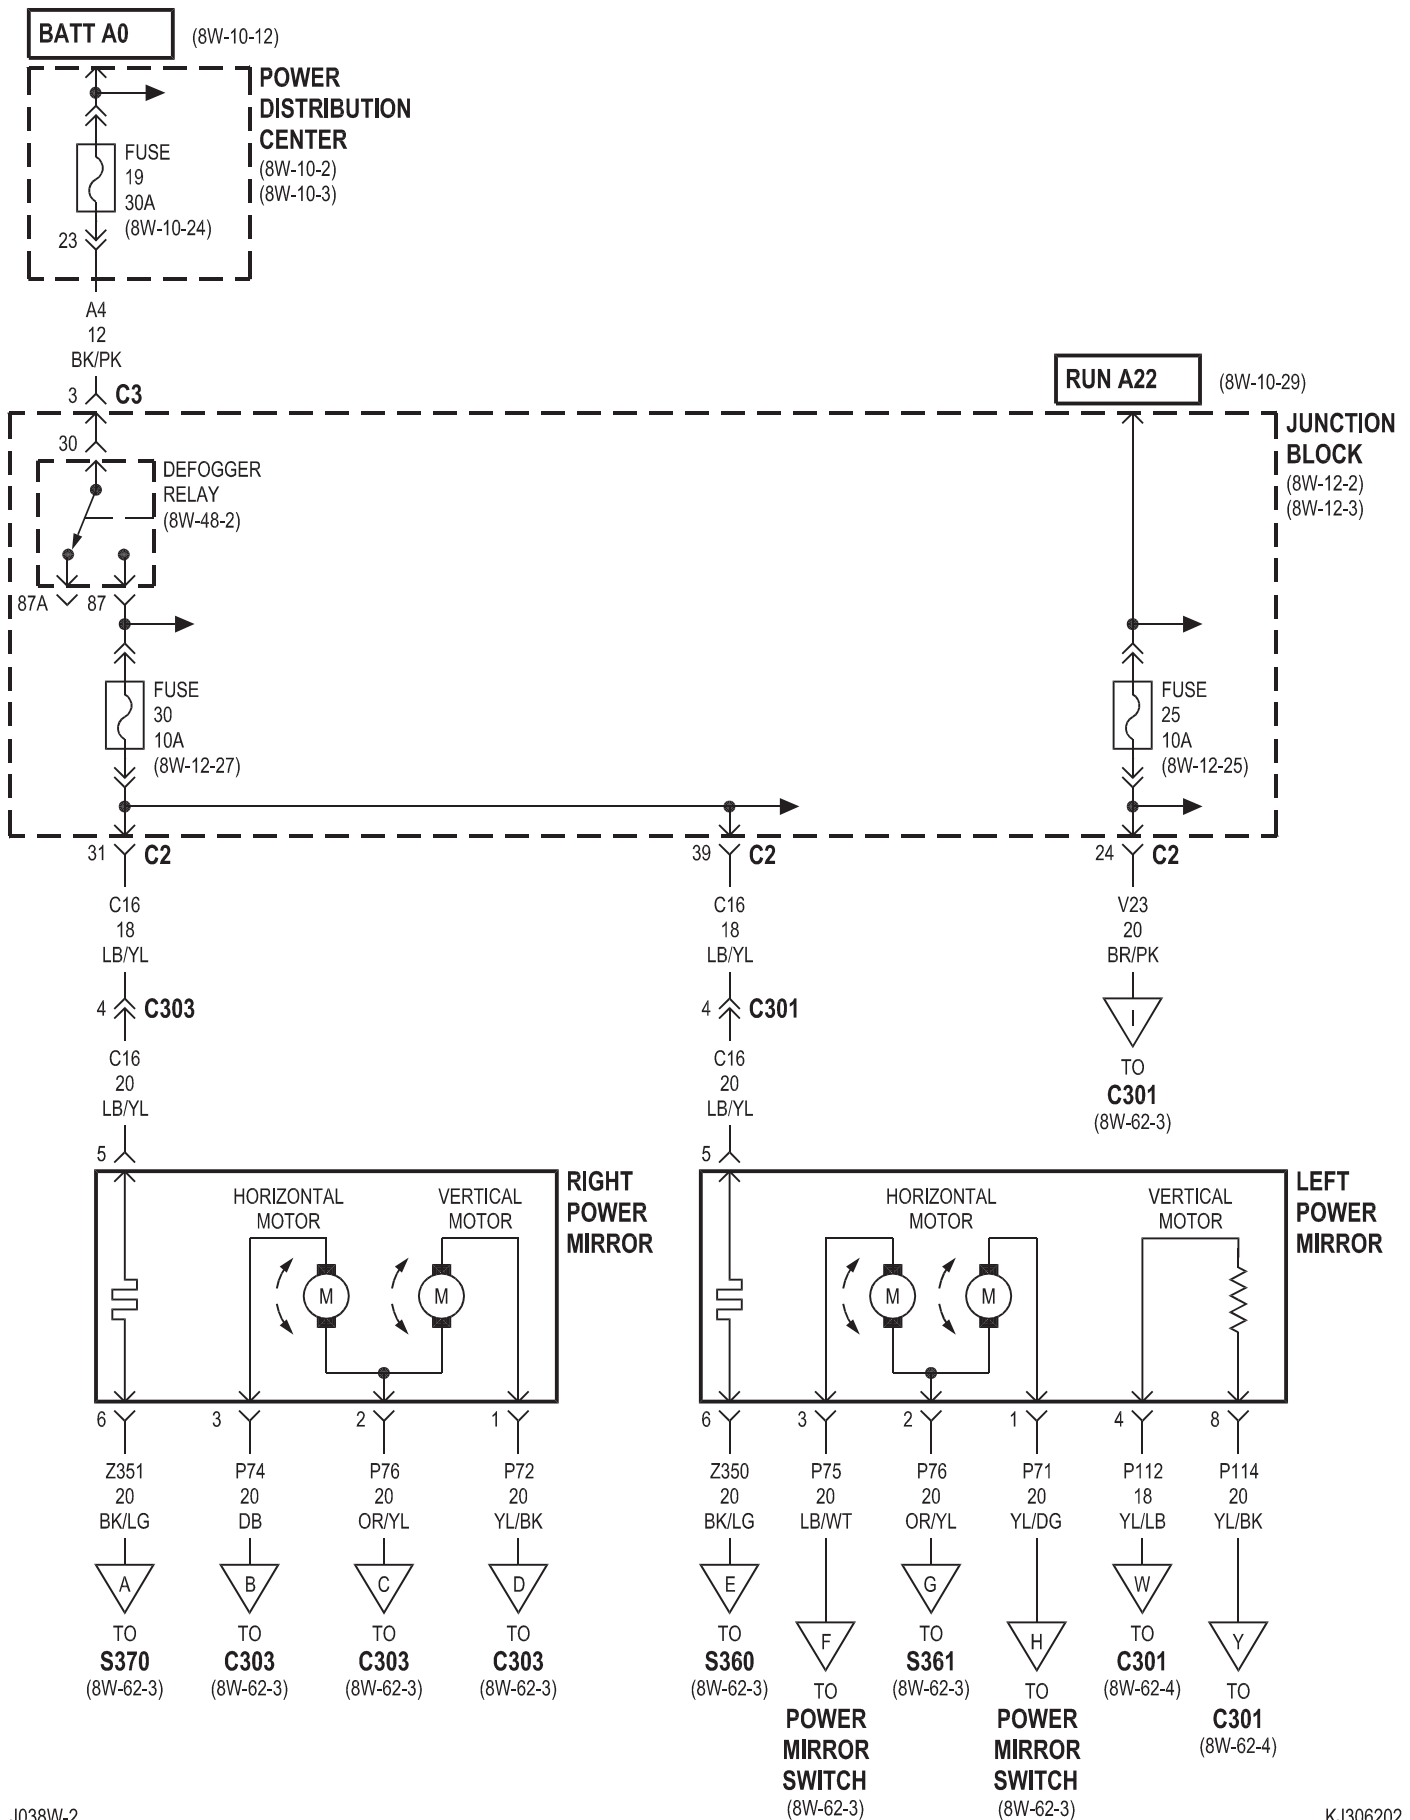 BATT A0 (8W-10-12)
POWER
DISTRIBUTION
CENTER
(8W-10-2)
(8W-10-3)
FUSE
19
30A
(8W-10-24)
23
A4
12
BK/PK
3 C3
RUN A22 (8W-10-29)
JUNCTION
BLOCK
(8W-12-2)
(8W-12-3)
30
DEFOGGER
RELAY
(8W-48-2)
87A 87
FUSE
30
10A
(8W-12-27)
FUSE
25
10A
(8W-12-25)
31 C2 39 C2 24 C2
C16 C16 V23
18 18 20
LB/YL LB/YL BR/PK
4 C303 4 C301 I
C16 C16 TO
20 20 C301
LB/YL LB/YL (8W-62-3)
5 5
RIGHT
POWER
MIRROR
HORIZONTAL
MOTOR
VERTICAL
MOTOR
M M
LEFT
POWER
MIRROR
HORIZONTAL
MOTOR
VERTICAL
MOTOR
M M
6 3 2 1 6 3 2 1 4 8
Z351 P74 P76 P72 Z350 P75 P76 P71 P112 P114
20 20 20 20 20 20 20 20 18 20
BK/LG DB OR/YL YL/BK BK/LG LB/WT OR/YL YL/DG YL/LB YL/BK
A B C D E G W
TO TO TO TO TO TO TO
S370 C303 C303 C303 S360 S361 C301
(8W-62-3) (8W-62-3) (8W-62-3) (8W-62-3) (8W-62-3) (8W-62-3) (8W-62-4)
F H Y
TO TO TO
POWER POWER C301
MIRROR MIRROR (8W-62-4)
SWITCH SWITCH
(8W-62-3) (8W-62-3)
J038W-2 KJ306202